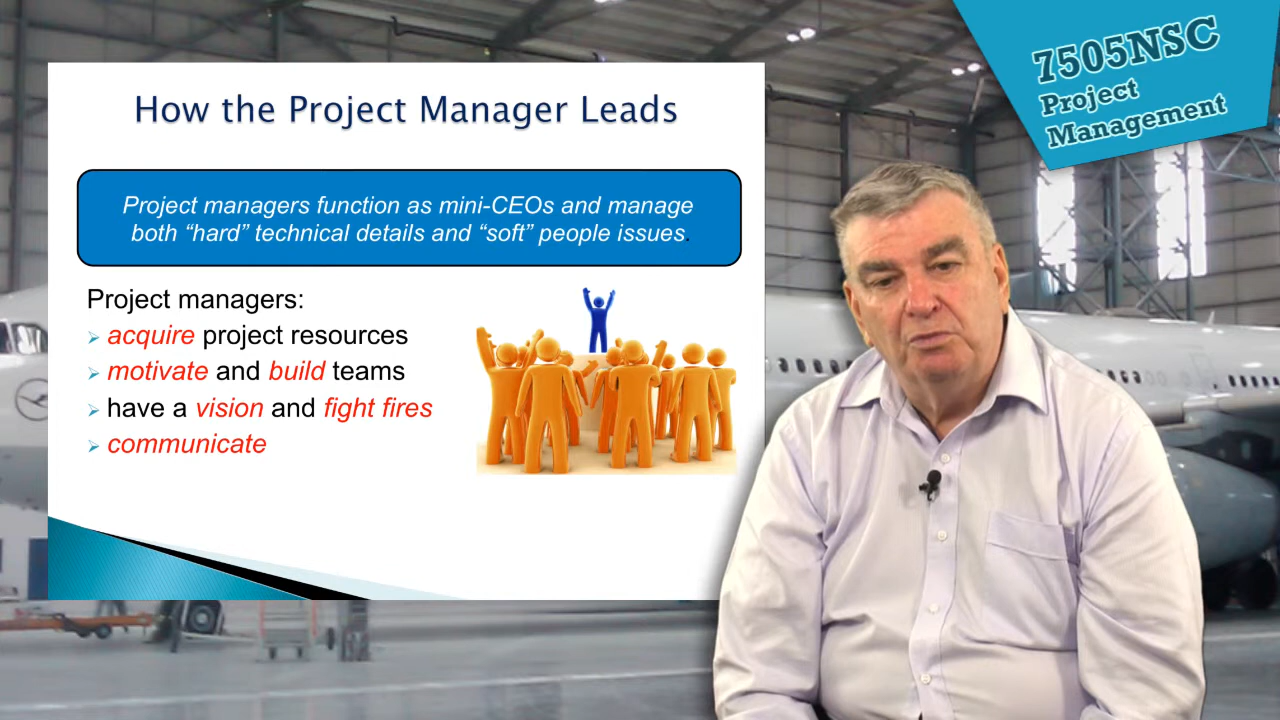 7505NSC
Project
Management
How the Project Manager Leads
Project managers function as mini-CEOs and manage
both “hard” technical details and “soft” people issues.
Project managers:
acquire project resources
motivate and build teams
have a vision and fight fires
communicate